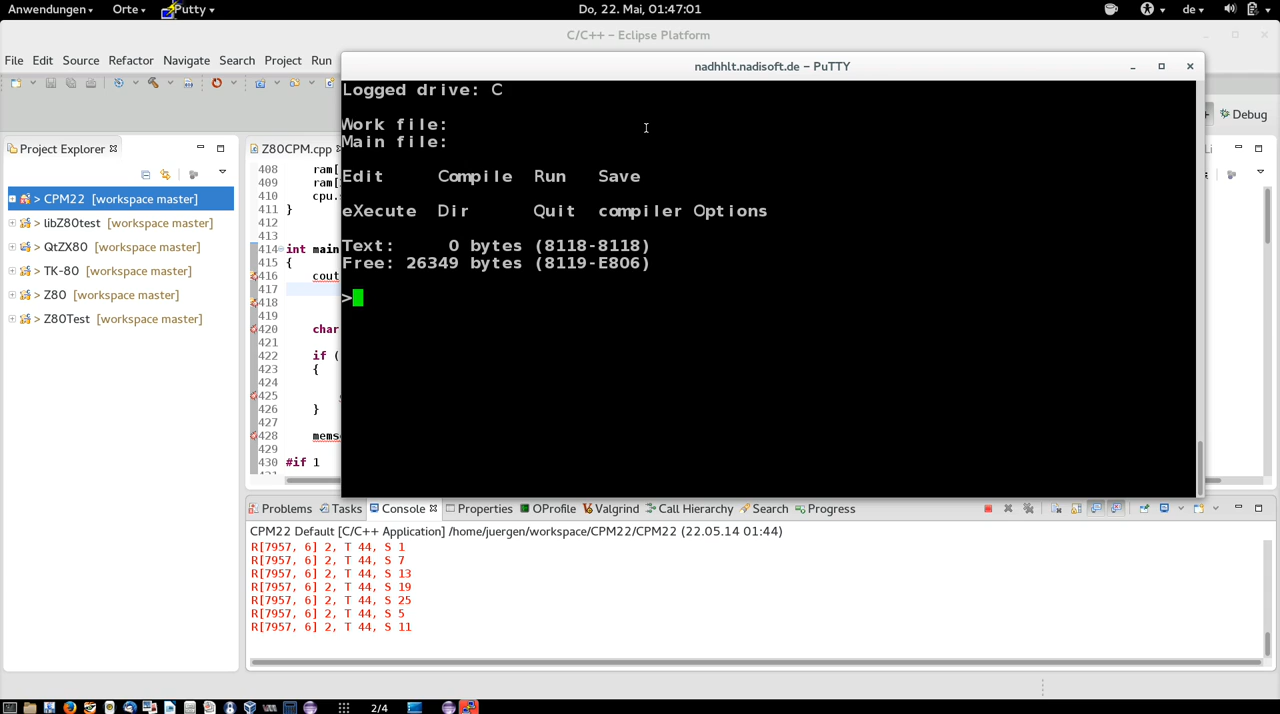 Anwendungen Orte Putty Do, 22. Mai, 01:47:01 de
C/C++ – Eclipse Platform
File Edit Source Refactor Navigate Search Project Run
nadhhlt.nadisoft.de – PuTTY
Debug
Project Explorer
> CPM22 [workspace master]
> libZ80test [workspace master]
> QtZX80 [workspace master]
> TK-80 [workspace master]
> Z80 [workspace master]
> Z80Test [workspace master]
Z80CPM.cpp
Li
408 ram[
409 ram[
410 cpu.
411 }
412
413
414 int main
415 {
416 cout
417
418
419
420 char
421
422 if (
423 {
424
425
426 }
427
428 mems
429
430 #if 1
Logged drive: C
Work file:
Main file:
Edit Compile Run Save
eXecute Dir Quit compiler Options
Text: 0 bytes (8118-8118)
Free: 26349 bytes (8119-E806)
>
Problems Tasks Console Properties OProfile Valgrind Call Hierarchy Search Progress
CPM22 Default [C/C++ Application] /home/juergen/workspace/CPM22/CPM22 (22.05.14 01:44)
R[7957, 6] 2, T 44, S 1
R[7957, 6] 2, T 44, S 7
R[7957, 6] 2, T 44, S 13
R[7957, 6] 2, T 44, S 19
R[7957, 6] 2, T 44, S 25
R[7957, 6] 2, T 44, S 5
R[7957, 6] 2, T 44, S 11
2/4